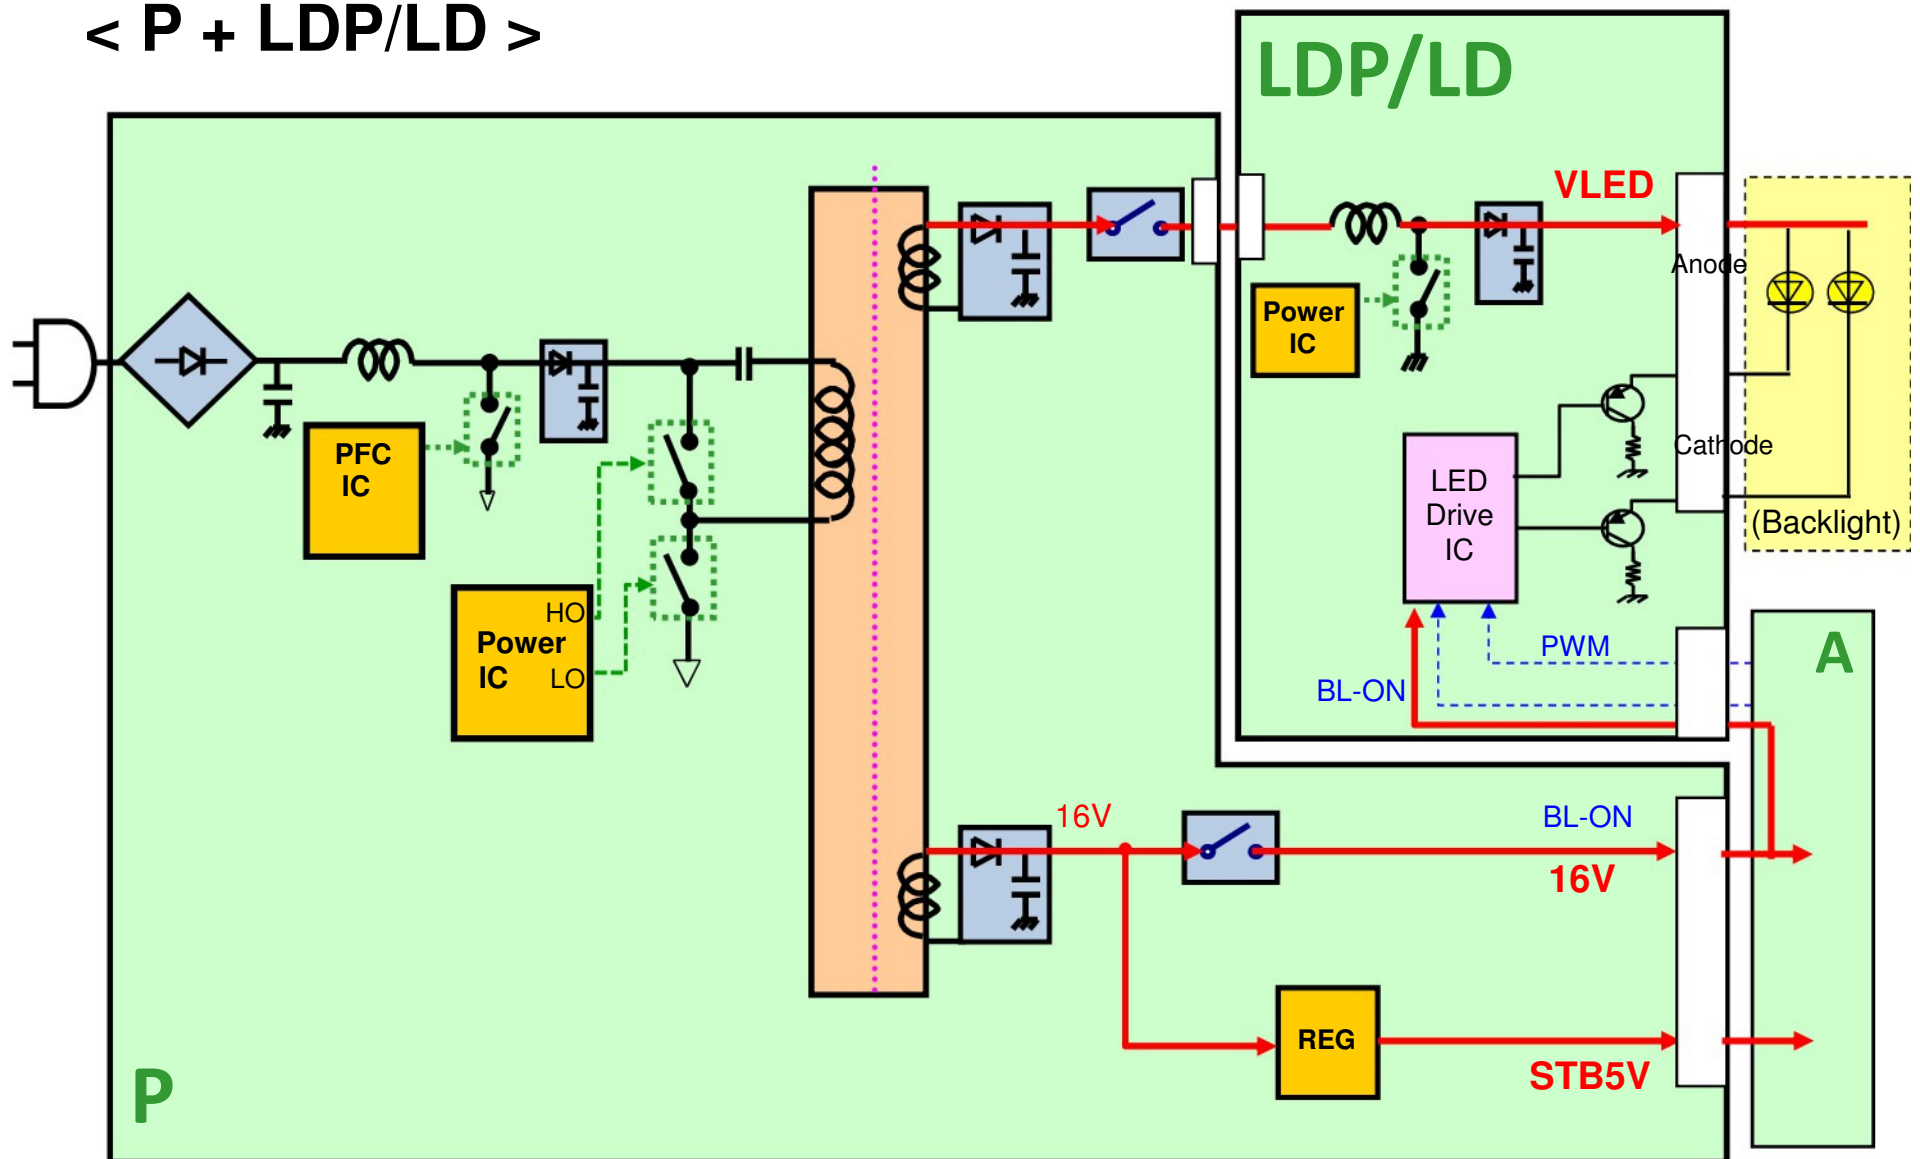 < P + LDP/LD >
LDP/LD
VLED
Anode
Power
IC
PFC
IC
Cathode
LED
Drive
IC
(Backlight)
HO
Power
IC
LO
PWM
A
BL-ON
16V
BL-ON
16V
REG
STB5V
P